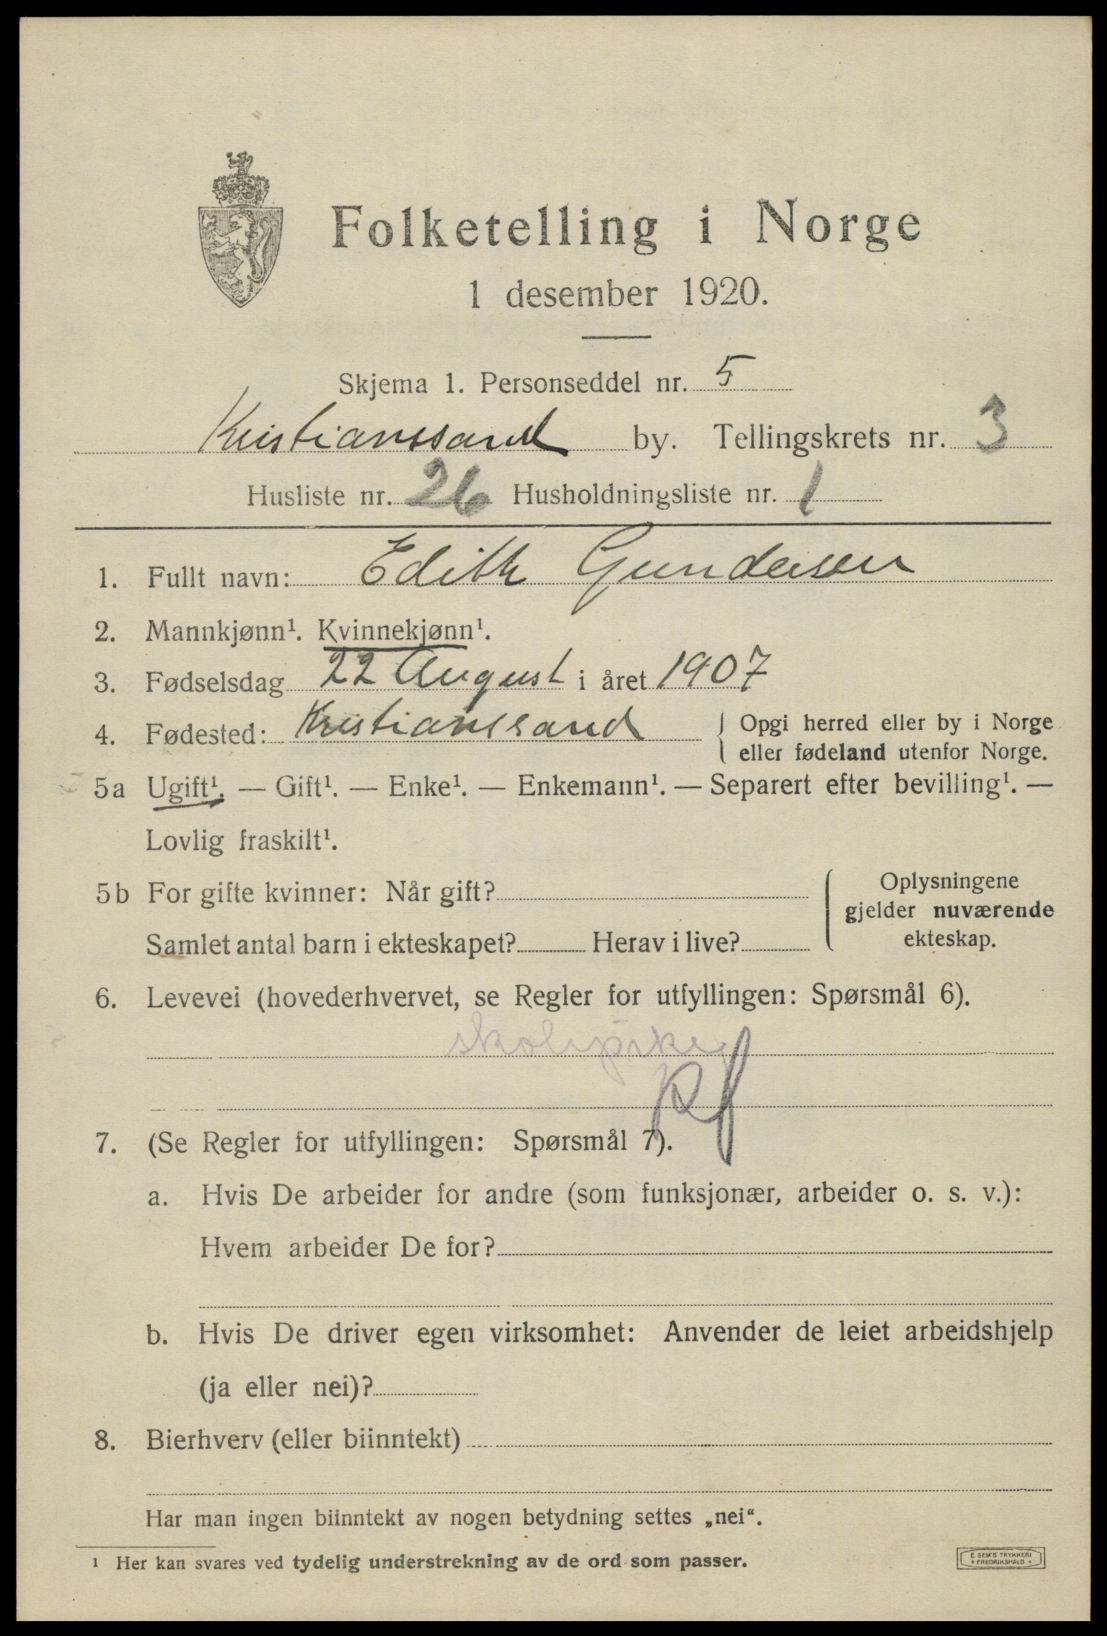 Folketelling i Norge
1 desember 1920.
Skjema 1. Personseddel nr. 5
Kristianssand by. Tellingskrets nr. 3
Husliste nr. 26 Husholdningsliste nr. 1
1. Fullt navn: Edith Gundersen
2. Mannkjønn¹. Kvinnekjønn¹.
3. Fødselsdag 22 August i året 1907
4. Fødested: Kristianssand { Opgi herred eller by i Norge
eller fødeland utenfor Norge.
5a Ugift¹. — Gift¹. — Enke¹. — Enkemann¹. — Separert efter bevilling¹. —
Lovlig fraskilt¹.
5b For gifte kvinner: Når gift? { Oplysningene
gjelder nuværende
Samlet antal barn i ekteskapet? Herav i live? ekteskap.
6. Levevei (hovederhvervet, se Regler for utfyllingen: Spørsmål 6).
skolepike
pf
7. (Se Regler for utfyllingen: Spørsmål 7).
a. Hvis De arbeider for andre (som funksjonær, arbeider o. s. v.):
Hvem arbeider De for?
b. Hvis De driver egen virksomhet: Anvender de leiet arbeidshjelp
(ja eller nei)?
8. Bierhverv (eller biinntekt)
Har man ingen biinntekt av nogen betydning settes „nei“.
¹ Her kan svares ved tydelig understrekning av de ord som passer.
E. SEM'S TRYKKERI
FREDRIKSHALD